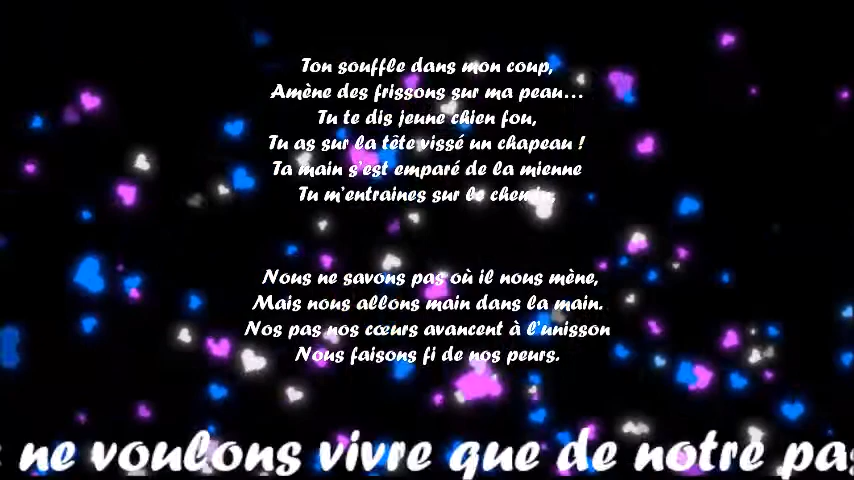 Ton souffle dans mon coup,
Amène des frissons sur ma peau…
Tu te dis jeune chien fou,
Tu as sur la tête vissé un chapeau !
Ta main s'est emparé de la mienne
Tu m'entraines sur le chemin,
Nous ne savons pas où il nous mène,
Mais nous allons main dans la main.
Nos pas nos cœurs avancent à l'unisson
Nous faisons fi de nos peurs.
ne voulons vivre que de notre